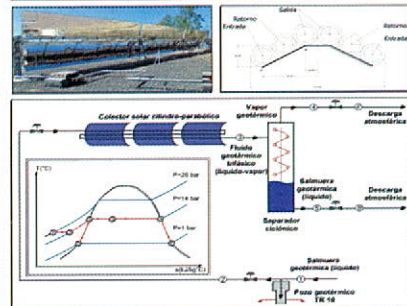 Salida
Retorno
Entrada
Retorno
Entrada
Colector solar cilindro-parabólico
Vapor
geotérmico
Descarga
atmosférica
Fluido
geotérmico
trifásico
(líquido-vapor)
Salmuera
geotérmica
(líquido)
Descarga
atmosférica
Separador
ciclónico
T(°C)
P=20 bar
P=14 bar
P=1 bar
s(kJ/kg°C)
Salmuera
geotérmica (líquido)
Pozo geotérmico